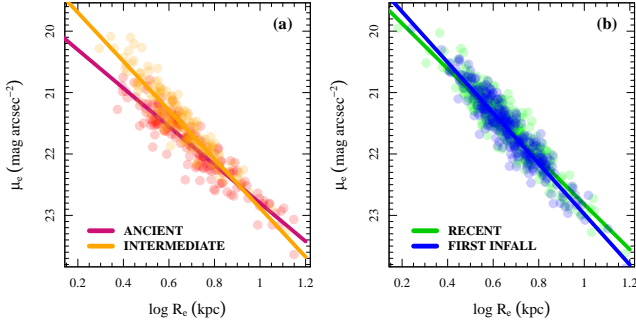 (a)
20
21
22
23
μe (mag arcsec−2)
ANCIENT
INTERMEDIATE
0.2 0.4 0.6 0.8 1 1.2
log Re (kpc)
(b)
20
21
22
23
μe (mag arcsec−2)
RECENT
FIRST INFALL
0.2 0.4 0.6 0.8 1 1.2
log Re (kpc)